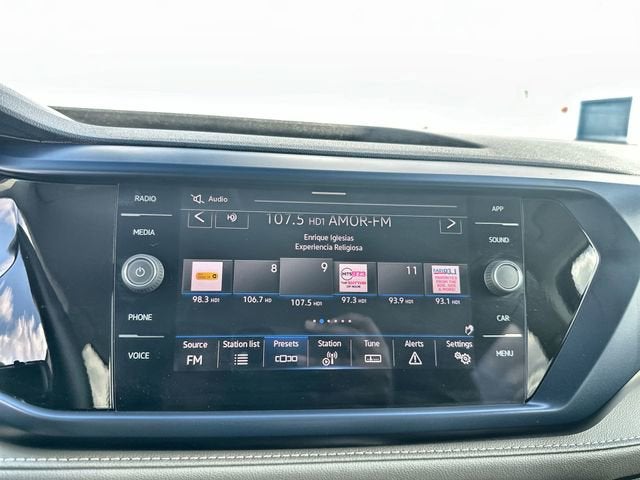 RADIO
MEDIA
PHONE
VOICE
Audio
107.5 HD1 AMOR-FM
Enrique Iglesias
Experiencia Religiosa
8 9 11
98.3 HD1 106.7 HD1 107.5 HD1 97.3 HD1 93.9 HD1 93.1 HD1
Source Station list Presets Station Tune Alerts Settings
FM
APP
SOUND
CAR
MENU